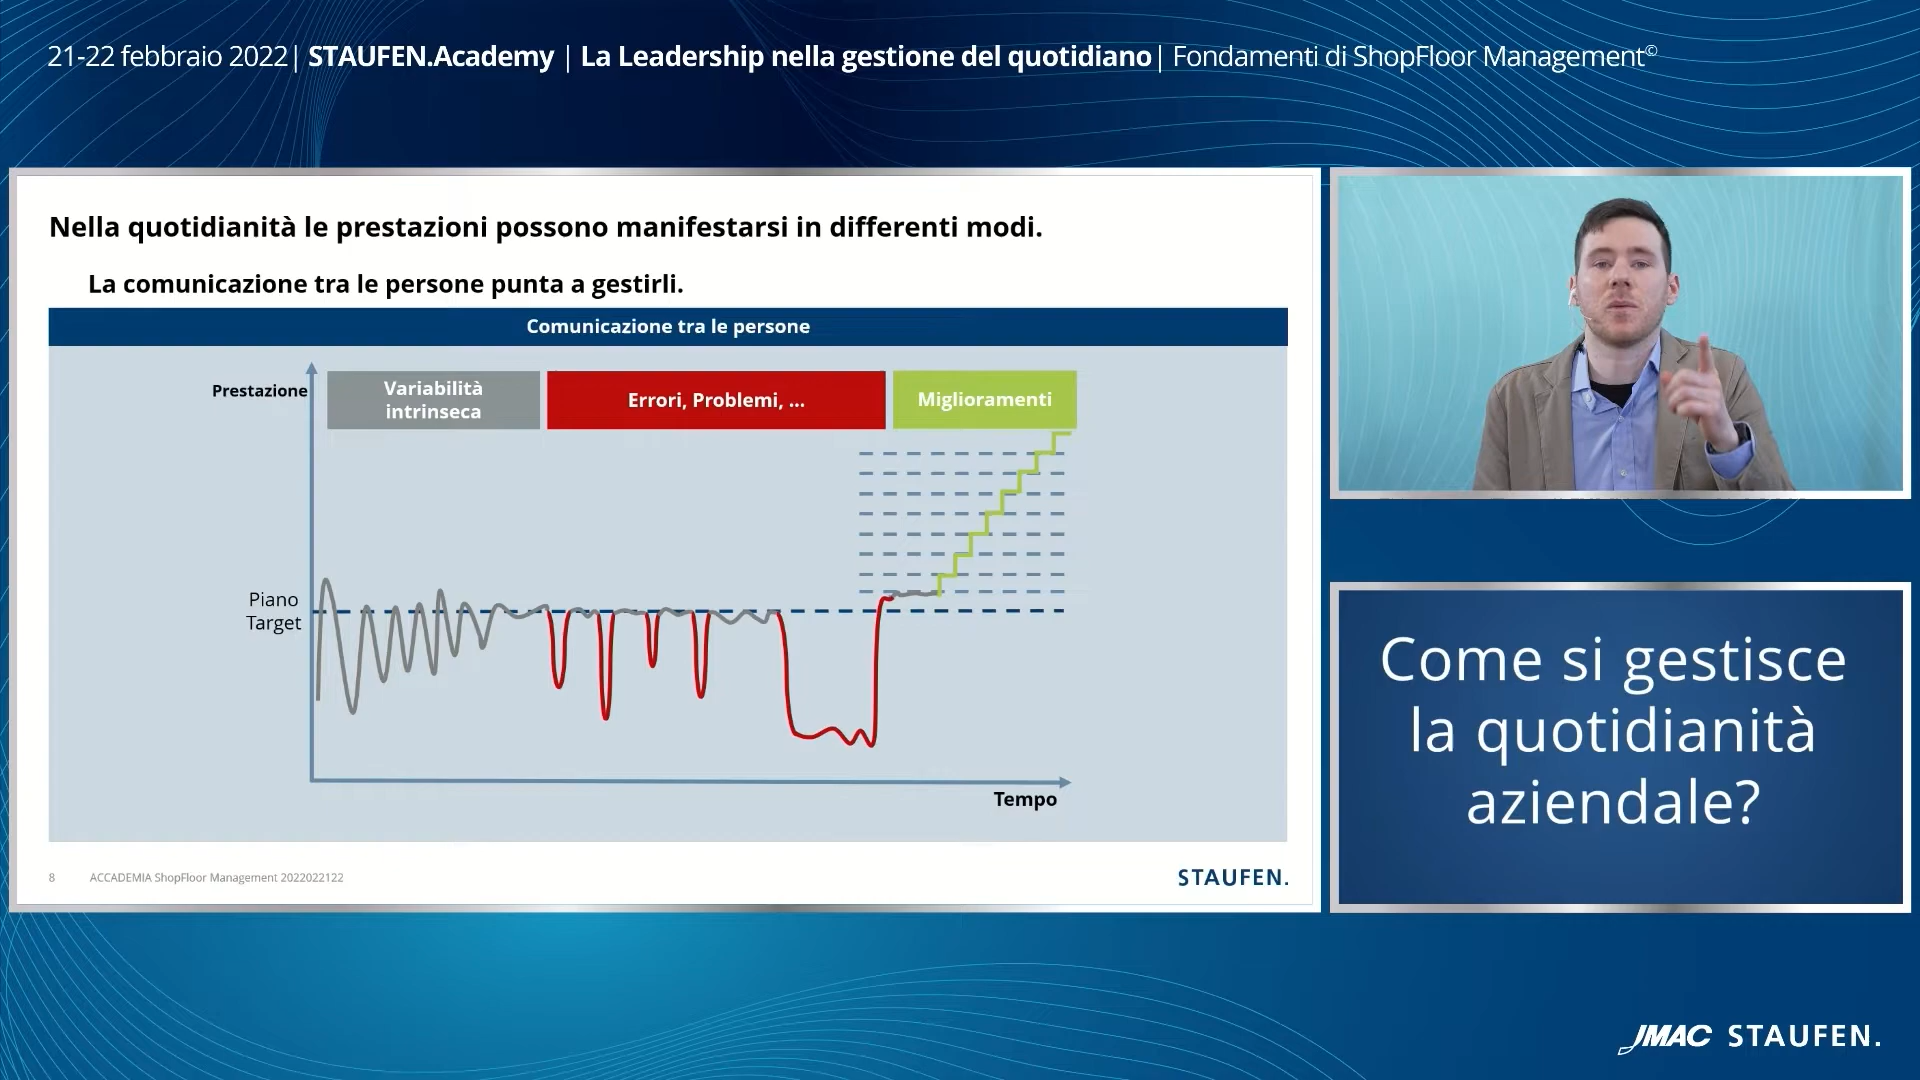 21-22 febbraio 2022| STAUFEN.Academy | La Leadership nella gestione del quotidiano| Fondamenti di ShopFloor Management©
Nella quotidianità le prestazioni possono manifestarsi in differenti modi.
La comunicazione tra le persone punta a gestirli.
Comunicazione tra le persone
Prestazione
Variabilità
intrinseca
Errori, Problemi, ...
Miglioramenti
Piano
Target
Tempo
8 ACCADEMIA ShopFloor Management 2022022122
STAUFEN.
Come si gestisce
la quotidianità
aziendale?
JMAC STAUFEN.